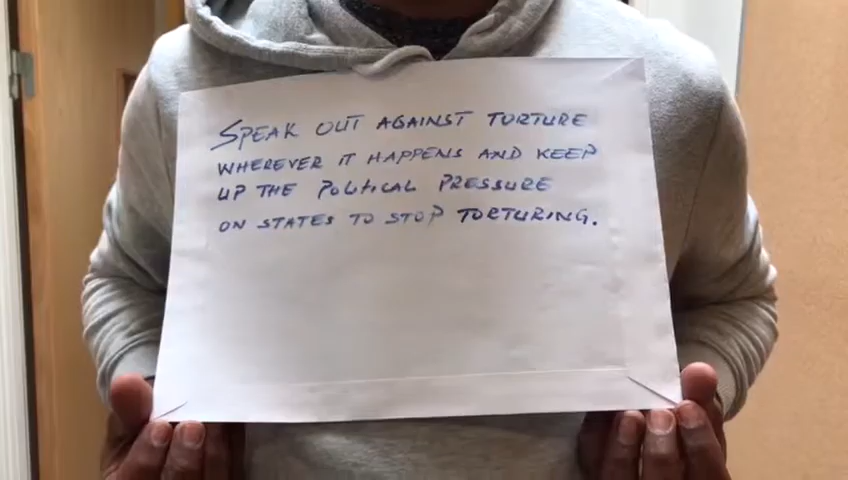 SPEAK OUT AGAINST TORTURE
WHEREVER IT HAPPENS AND KEEP
UP THE POLITICAL PRESSURE
ON STATES TO STOP TORTURING.